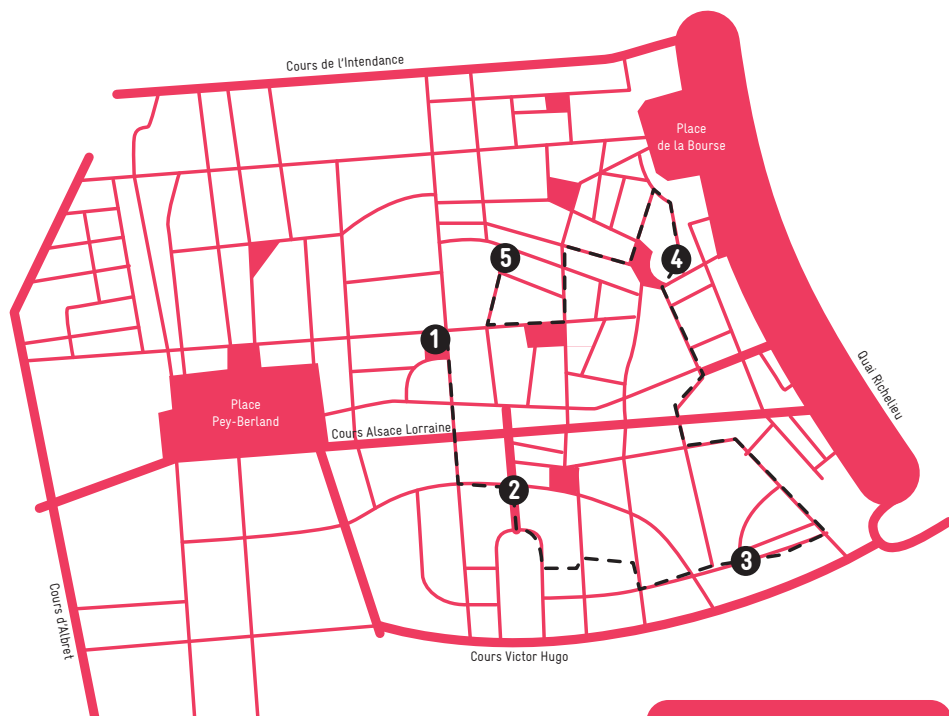 Cours de l'Intendance
Place
de la Bourse
5
4
1
Quai Richelieu
Place
Pey-Berland
Cours Alsace Lorraine
2
3
Cours d'Albret
Cours Victor Hugo